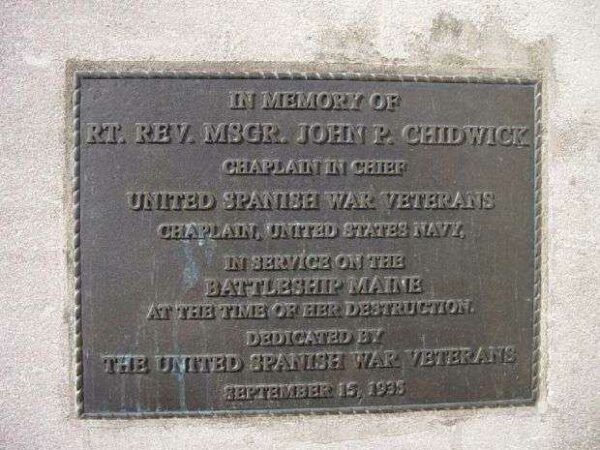 IN MEMORY OF
RT. REV. MSGR. JOHN P. CHIDWICK
CHAPLAIN IN CHIEF
UNITED SPANISH WAR VETERANS
CHAPLAIN, UNITED STATES NAVY,
IN SERVICE ON THE
BATTLESHIP MAINE
AT THE TIME OF HER DESTRUCTION.
DEDICATED BY
THE UNITED SPANISH WAR VETERANS
SEPTEMBER 15, 1935